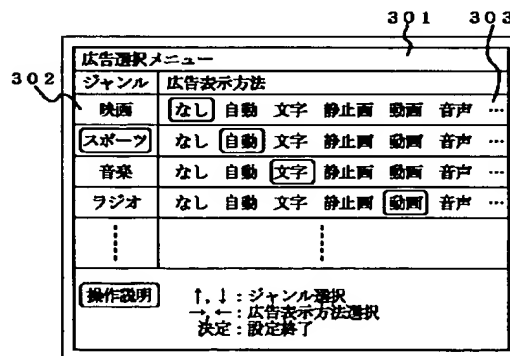 301 303
302
広告選択メニュー
ジャンル 広告表示方法
映画 なし 自動 文字 静止画 動画 音声 …
スポーツ なし 自動 文字 静止画 動画 音声 …
音楽 なし 自動 文字 静止画 動画 音声 …
ラジオ なし 自動 文字 静止画 動画 音声 …
操作説明 ↑,↓:ジャンル選択
→,←:広告表示方法選択
決定:設定終了